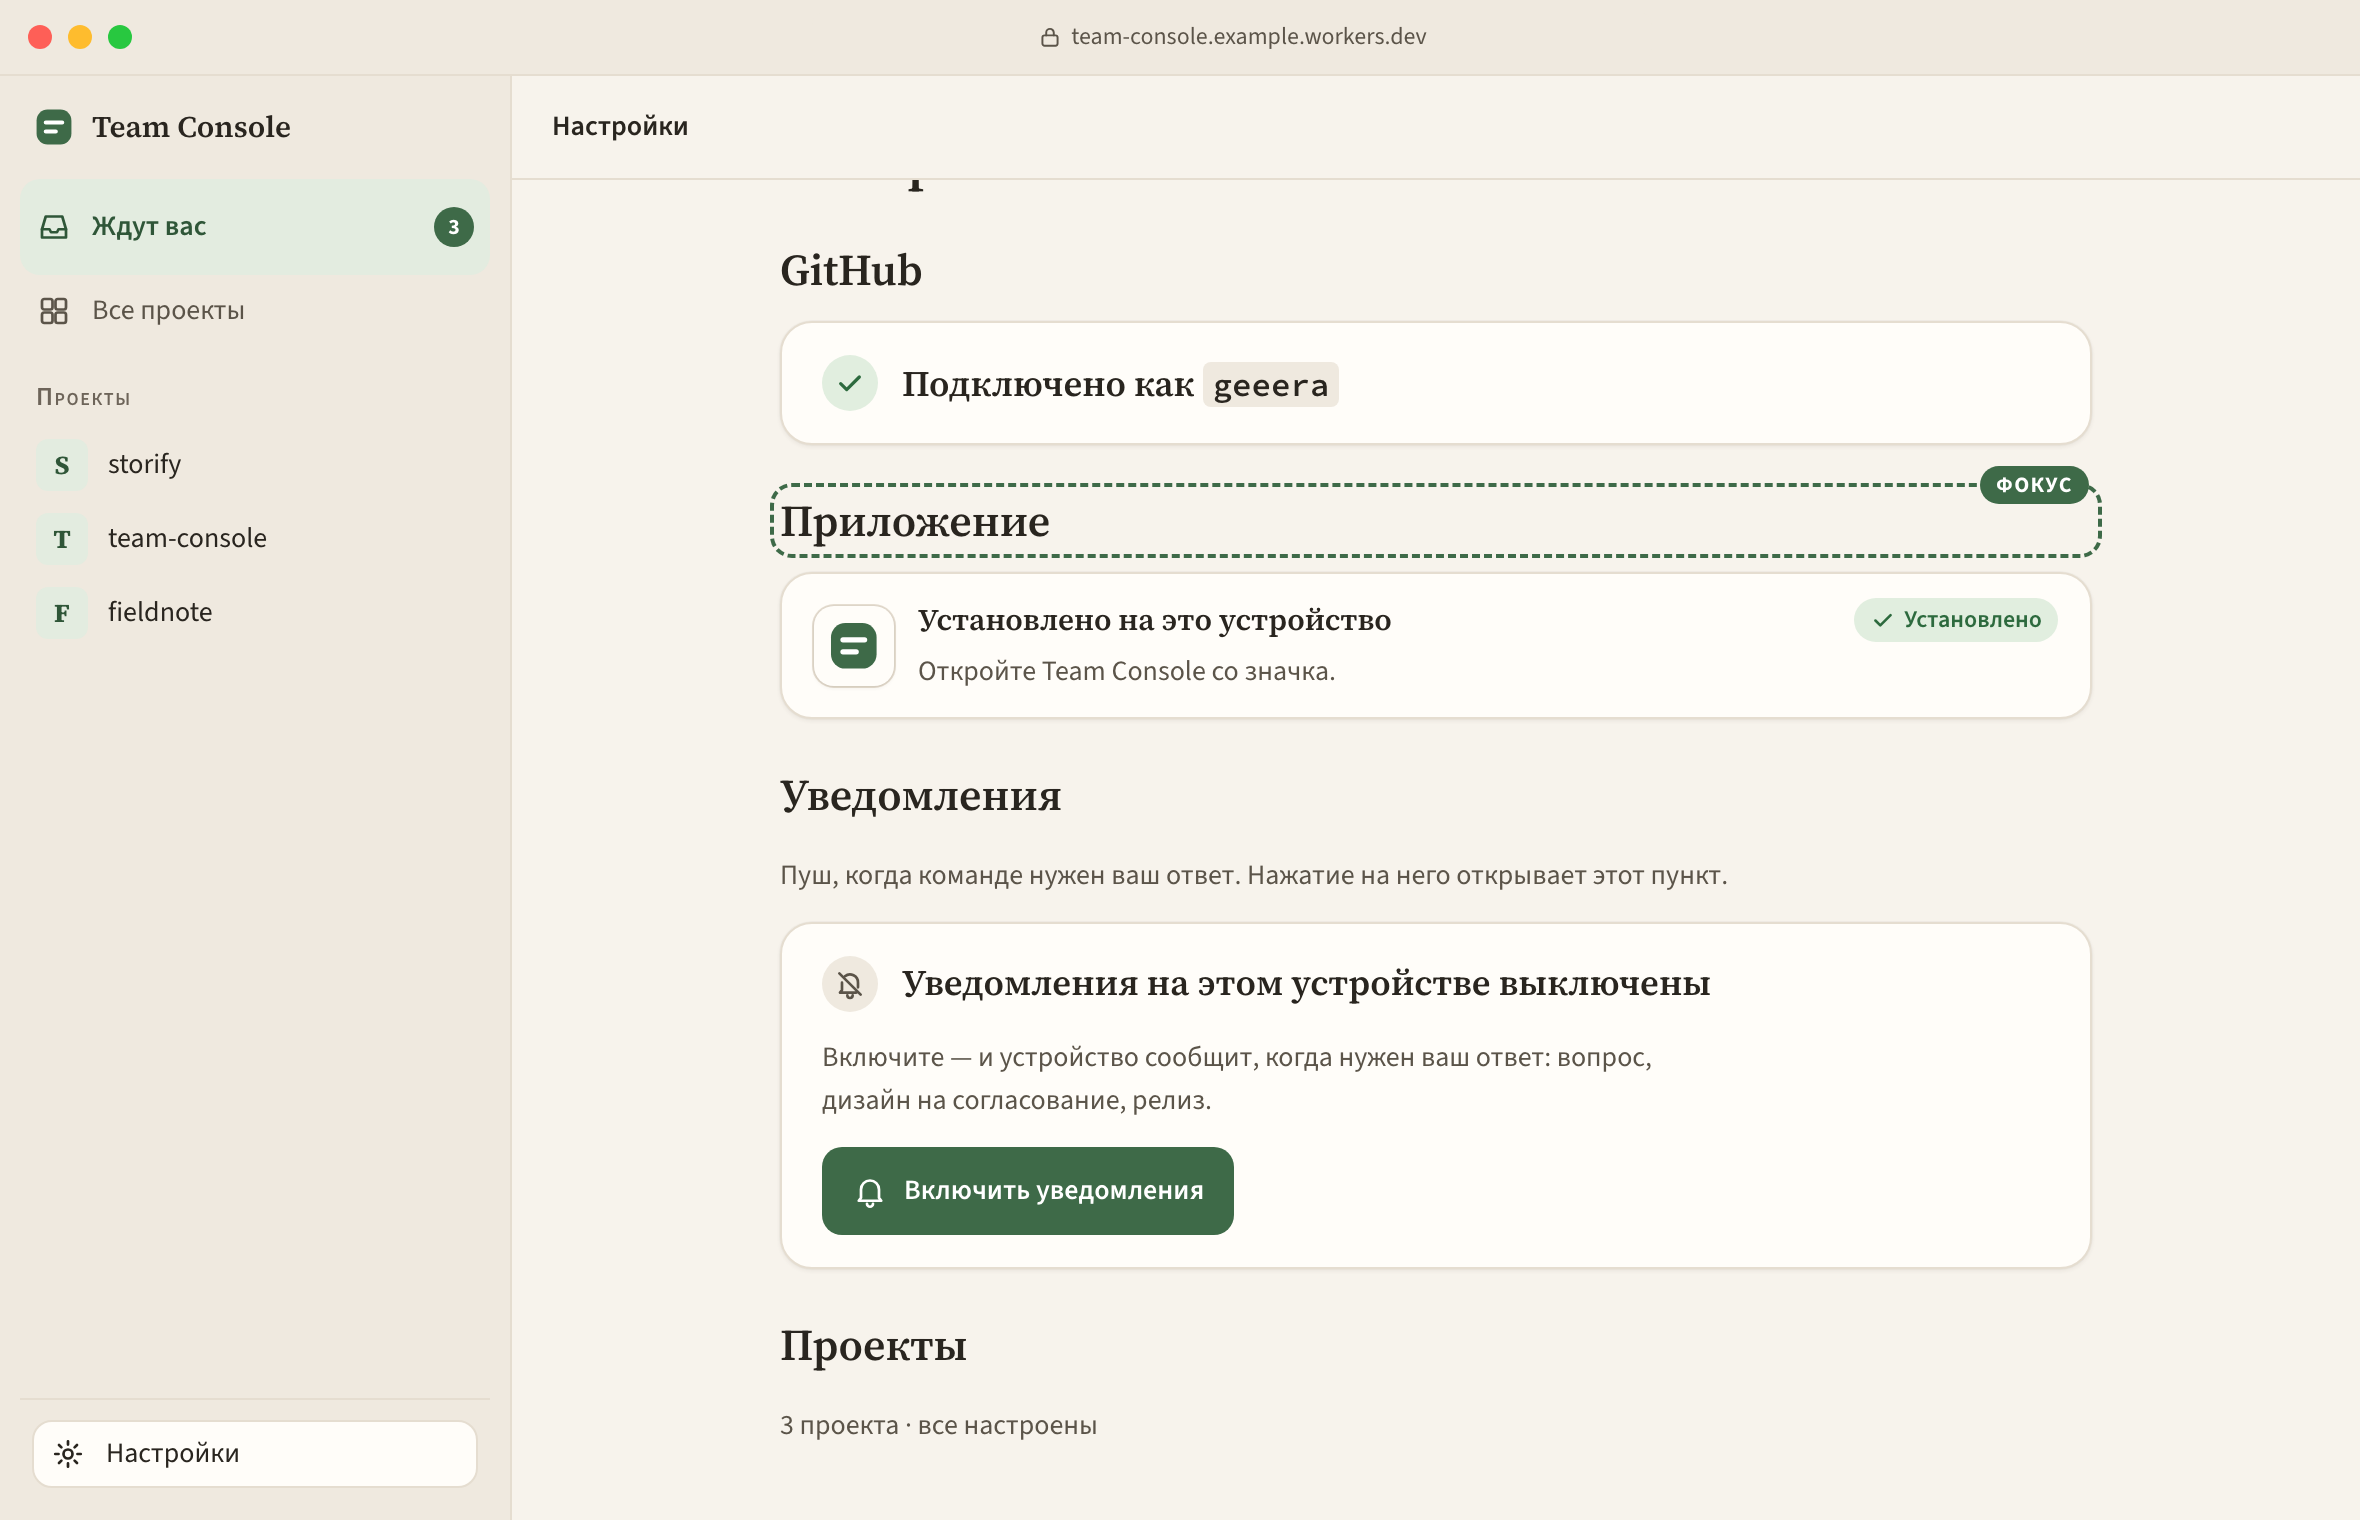 team-console.example.workers.dev
Team Console
Ждут вас
3
Все проекты
Проекты
S
storify
T
team-console
F
fieldnote
Настройки
Настройки
GitHub
Подключено как geeera
ФОКУС
Приложение
Установлено на это устройство
Установлено
Откройте Team Console со значка.
Уведомления
Пуш, когда команде нужен ваш ответ. Нажатие на него открывает этот пункт.
Уведомления на этом устройстве выключены
Включите — и устройство сообщит, когда нужен ваш ответ: вопрос,
дизайн на согласование, релиз.
Включить уведомления
Проекты
3 проекта · все настроены